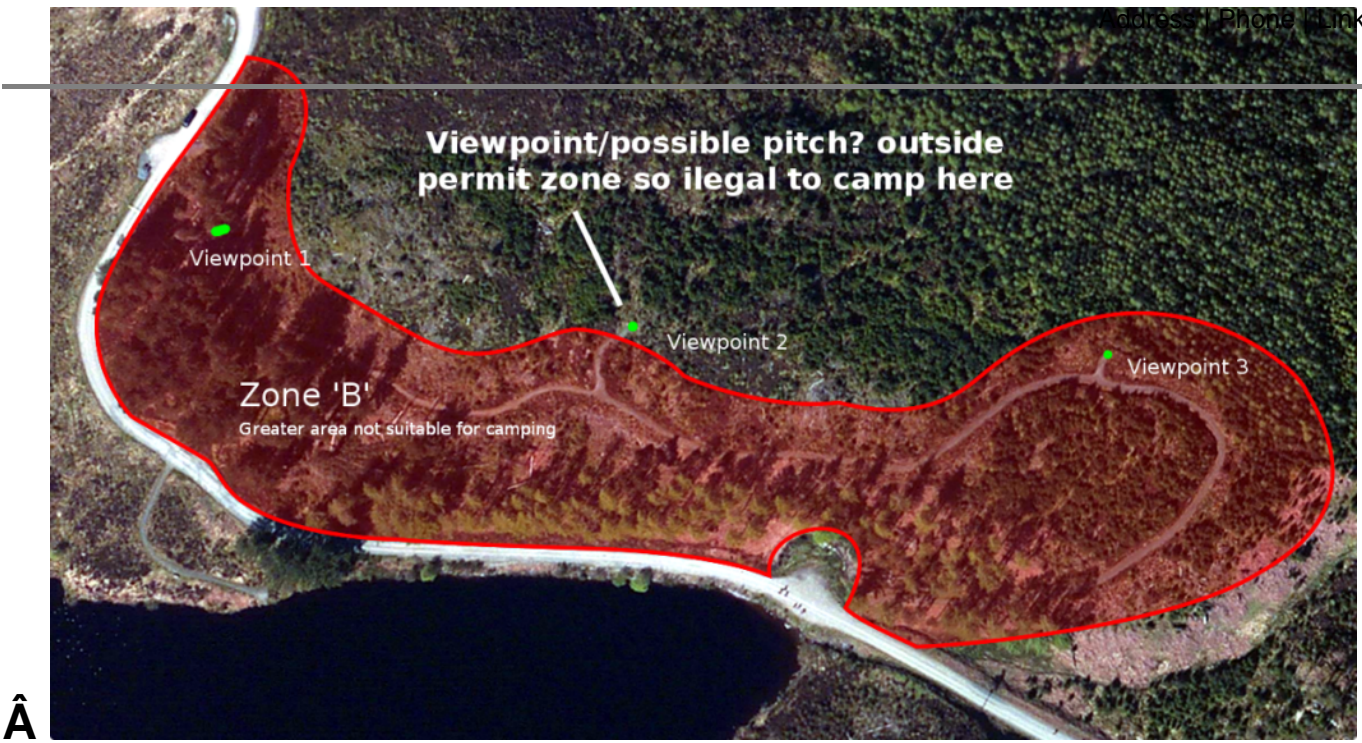 Address | Phone | Link
Viewpoint/possible pitch? outside
permit zone so ilegal to camp here
Viewpoint 1
Viewpoint 2
Viewpoint 3
Zone 'B'
Greater area not suitable for camping
Â